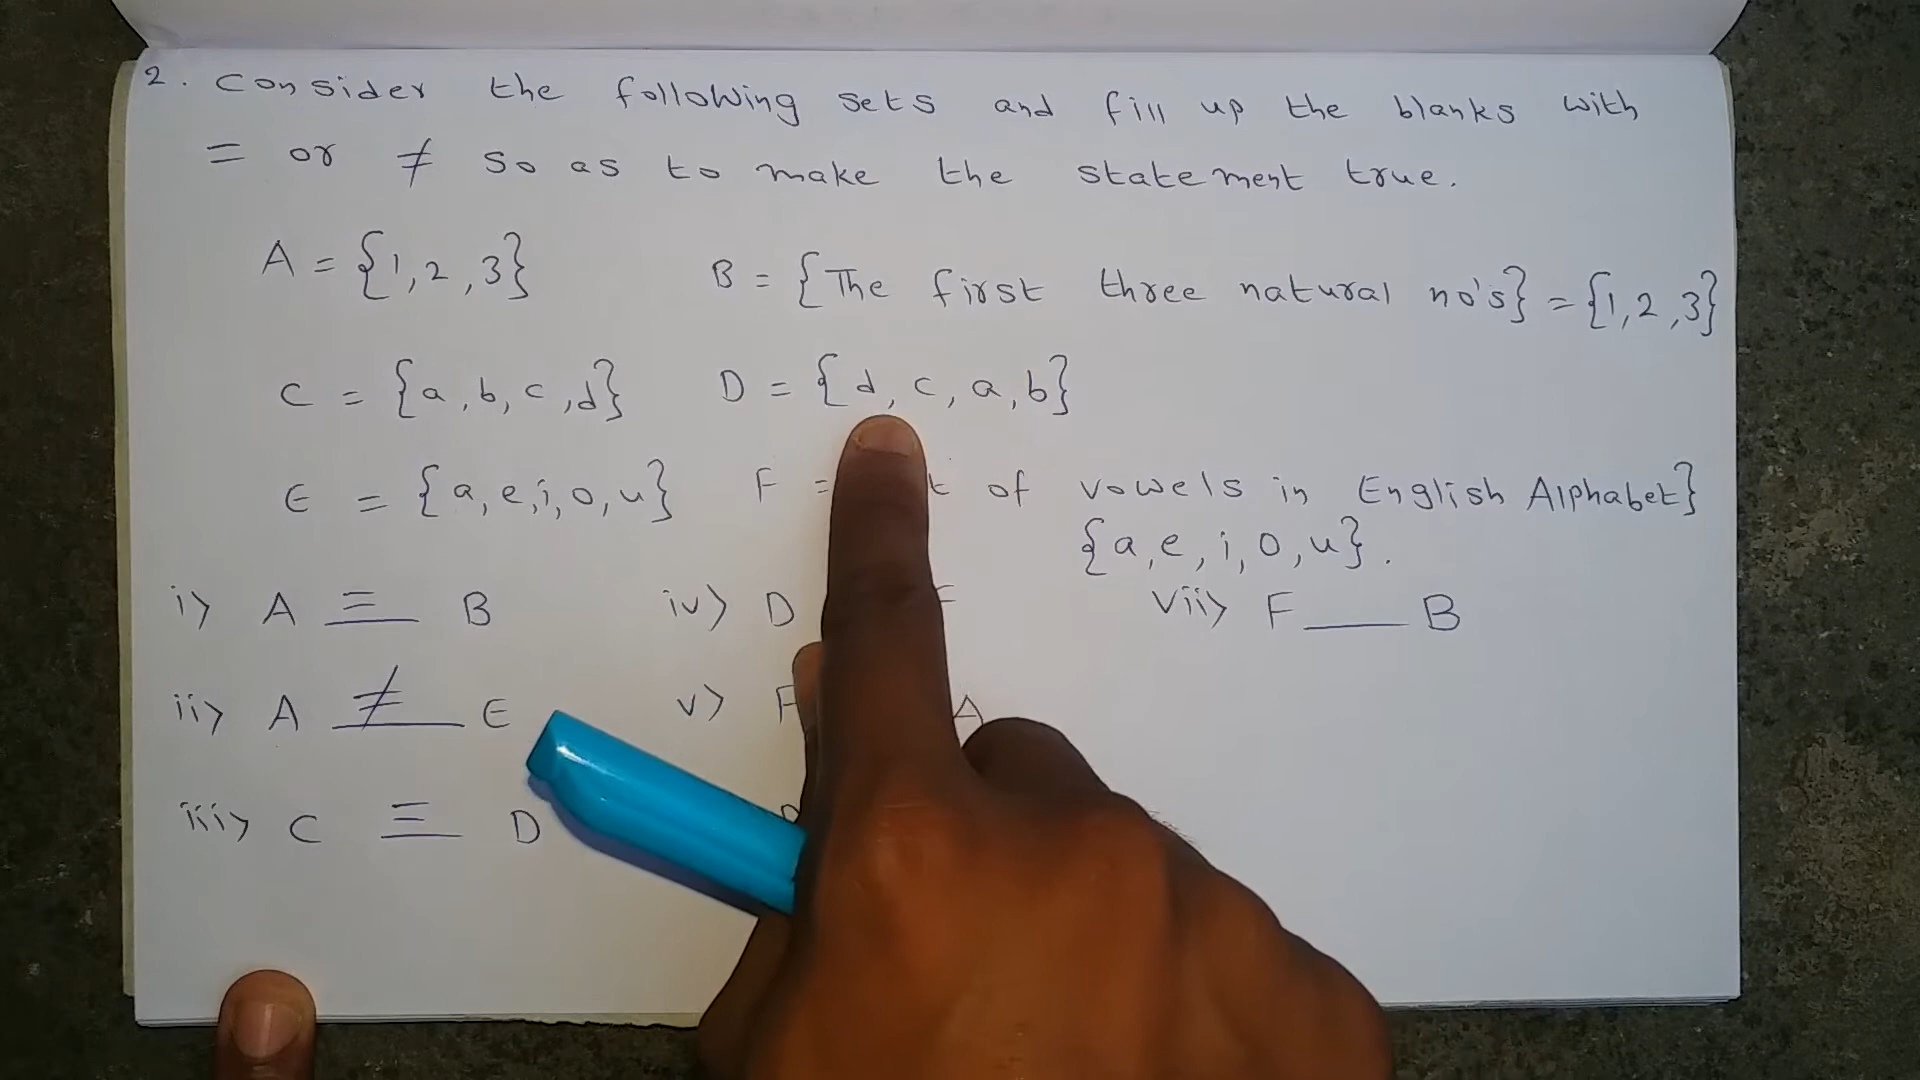 2. Consider the following sets and fill up the blanks with
= or ≠ so as to make the statement true.
A = {1,2,3} B = {The first three natural no's} = {1,2,3}
C = {a,b,c,d} D = {d,c,a,b}
E = {a,e,i,o,u} F = of vowels in English Alphabet}
{a,e,i,o,u}.
i) A = B iv) D vii) F ___ B
ii) A ≠ E v) F A
iii) C = D